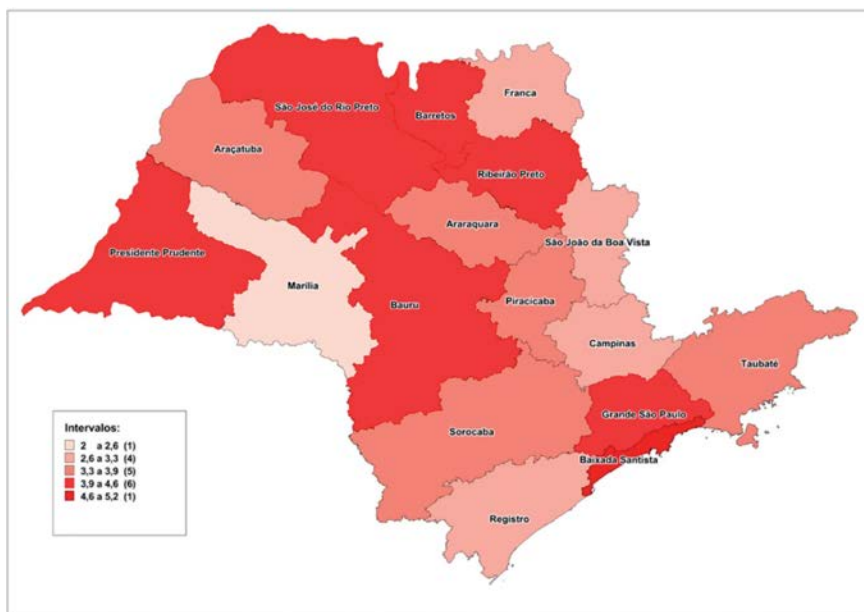 São José do Rio Preto
Barretos
Franca
Araçatuba
Ribeirão Preto
Araraquara
São João da Boa Vista
Presidente Prudente
Marília
Bauru
Piracicaba
Campinas
Taubaté
Grande São Paulo
Sorocaba
Baixada Santista
Registro
Intervalos:
2 a 2,6 (1)
2,6 a 3,3 (4)
3,3 a 3,9 (5)
3,9 a 4,6 (6)
4,6 a 5,2 (1)